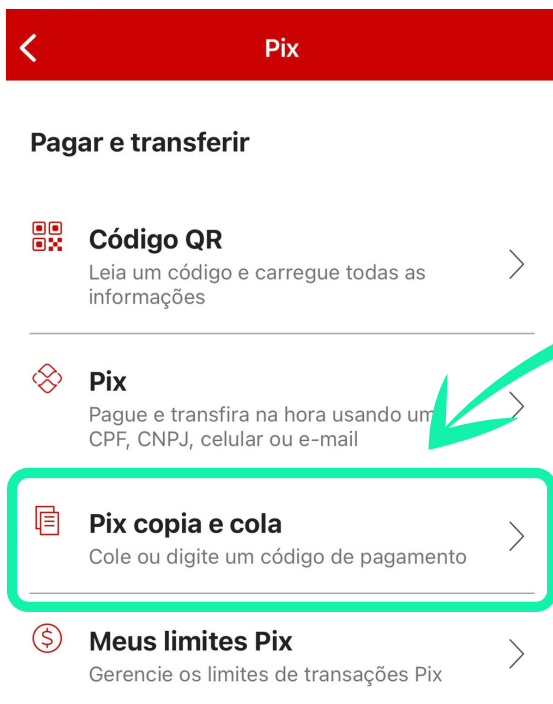 Pix
Pagar e transferir
Código QR
Leia um código e carregue todas as
informações
Pix
Pague e transfira na hora usando um
CPF, CNPJ, celular ou e-mail
Pix copia e cola
Cole ou digite um código de pagamento
Meus limites Pix
Gerencie os limites de transações Pix